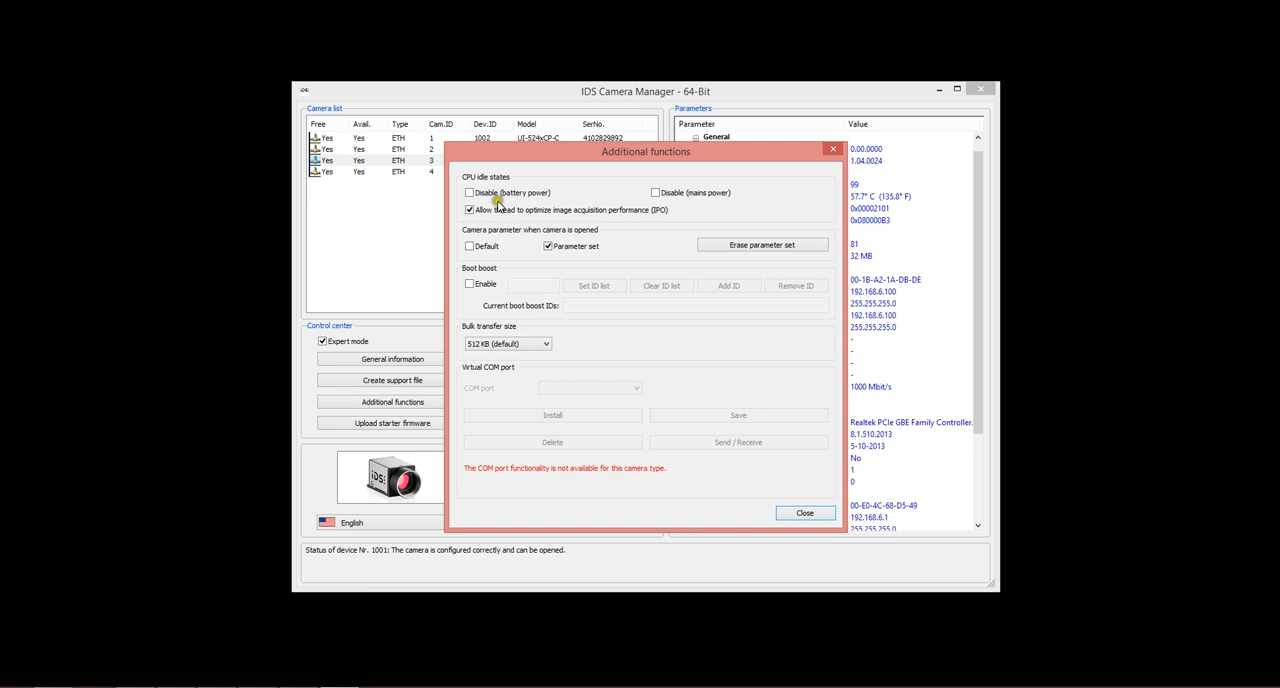 IDS Camera Manager - 64-Bit
Camera list
Free Avail. Type Cam.ID Dev.ID Model SerNo.
Yes Yes ETH 1 1002 UI-524xCP-C 4102829892
Yes Yes ETH 2
Yes Yes ETH 3
Yes Yes ETH 4
Control center
Expert mode
General information
Create support file
Additional functions
Upload starter firmware
iDS:
English
Additional functions
CPU idle states
Disable (battery power) Disable (mains power)
Allow to optimize image acquisition performance (IPO)
Camera parameter when camera is opened
Default Parameter set Erase parameter set
Boot boost
Enable Set ID list Clear ID list Add ID Remove ID
Current boot boost IDs:
Bulk transfer size
512 KB (default)
Virtual COM port
COM port
Install Save
Delete Send / Receive
The COM port functionality is not available for this camera type.
Close
Parameters
Parameter Value
General
0.00.0000
1.04.0024
99
57.7° C (135.8° F)
0x00002101
0x080000B3
81
32 MB
00-1B-A2-1A-DB-DE
192.168.6.100
255.255.255.0
192.168.6.100
255.255.255.0
-
-
-
-
1000 Mbit/s
Realtek PCIe GBE Family Controller.
8.1.510.2013
5-10-2013
No
1
0
00-E0-4C-68-D5-49
192.168.6.1
255.255.255.0
Status of device Nr. 1001: The camera is configured correctly and can be opened.